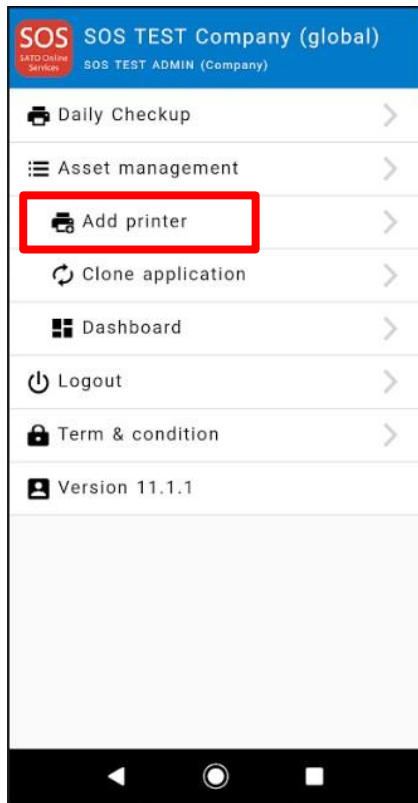 SOS
SATO Online
Services
SOS TEST Company (global)
SOS TEST ADMIN (Company)
Daily Checkup
Asset management
Add printer
Clone application
Dashboard
Logout
Term & condition
Version 11.1.1